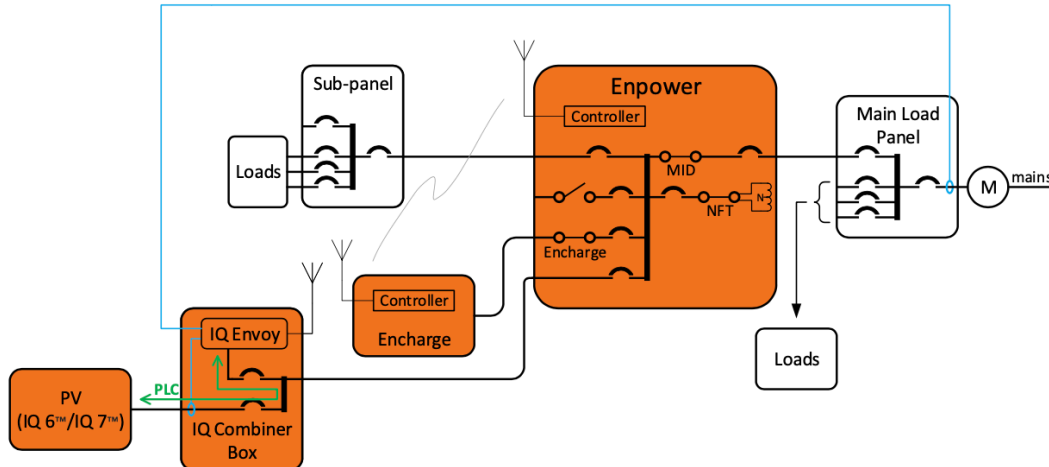 Sub-panel
Loads
Enpower
Controller
MID
N
NFT
Encharge
Main Load
Panel
M
mains
Loads
Controller
Encharge
IQ Envoy
PLC
PV
(IQ 6™/IQ 7™)
IQ Combiner
Box